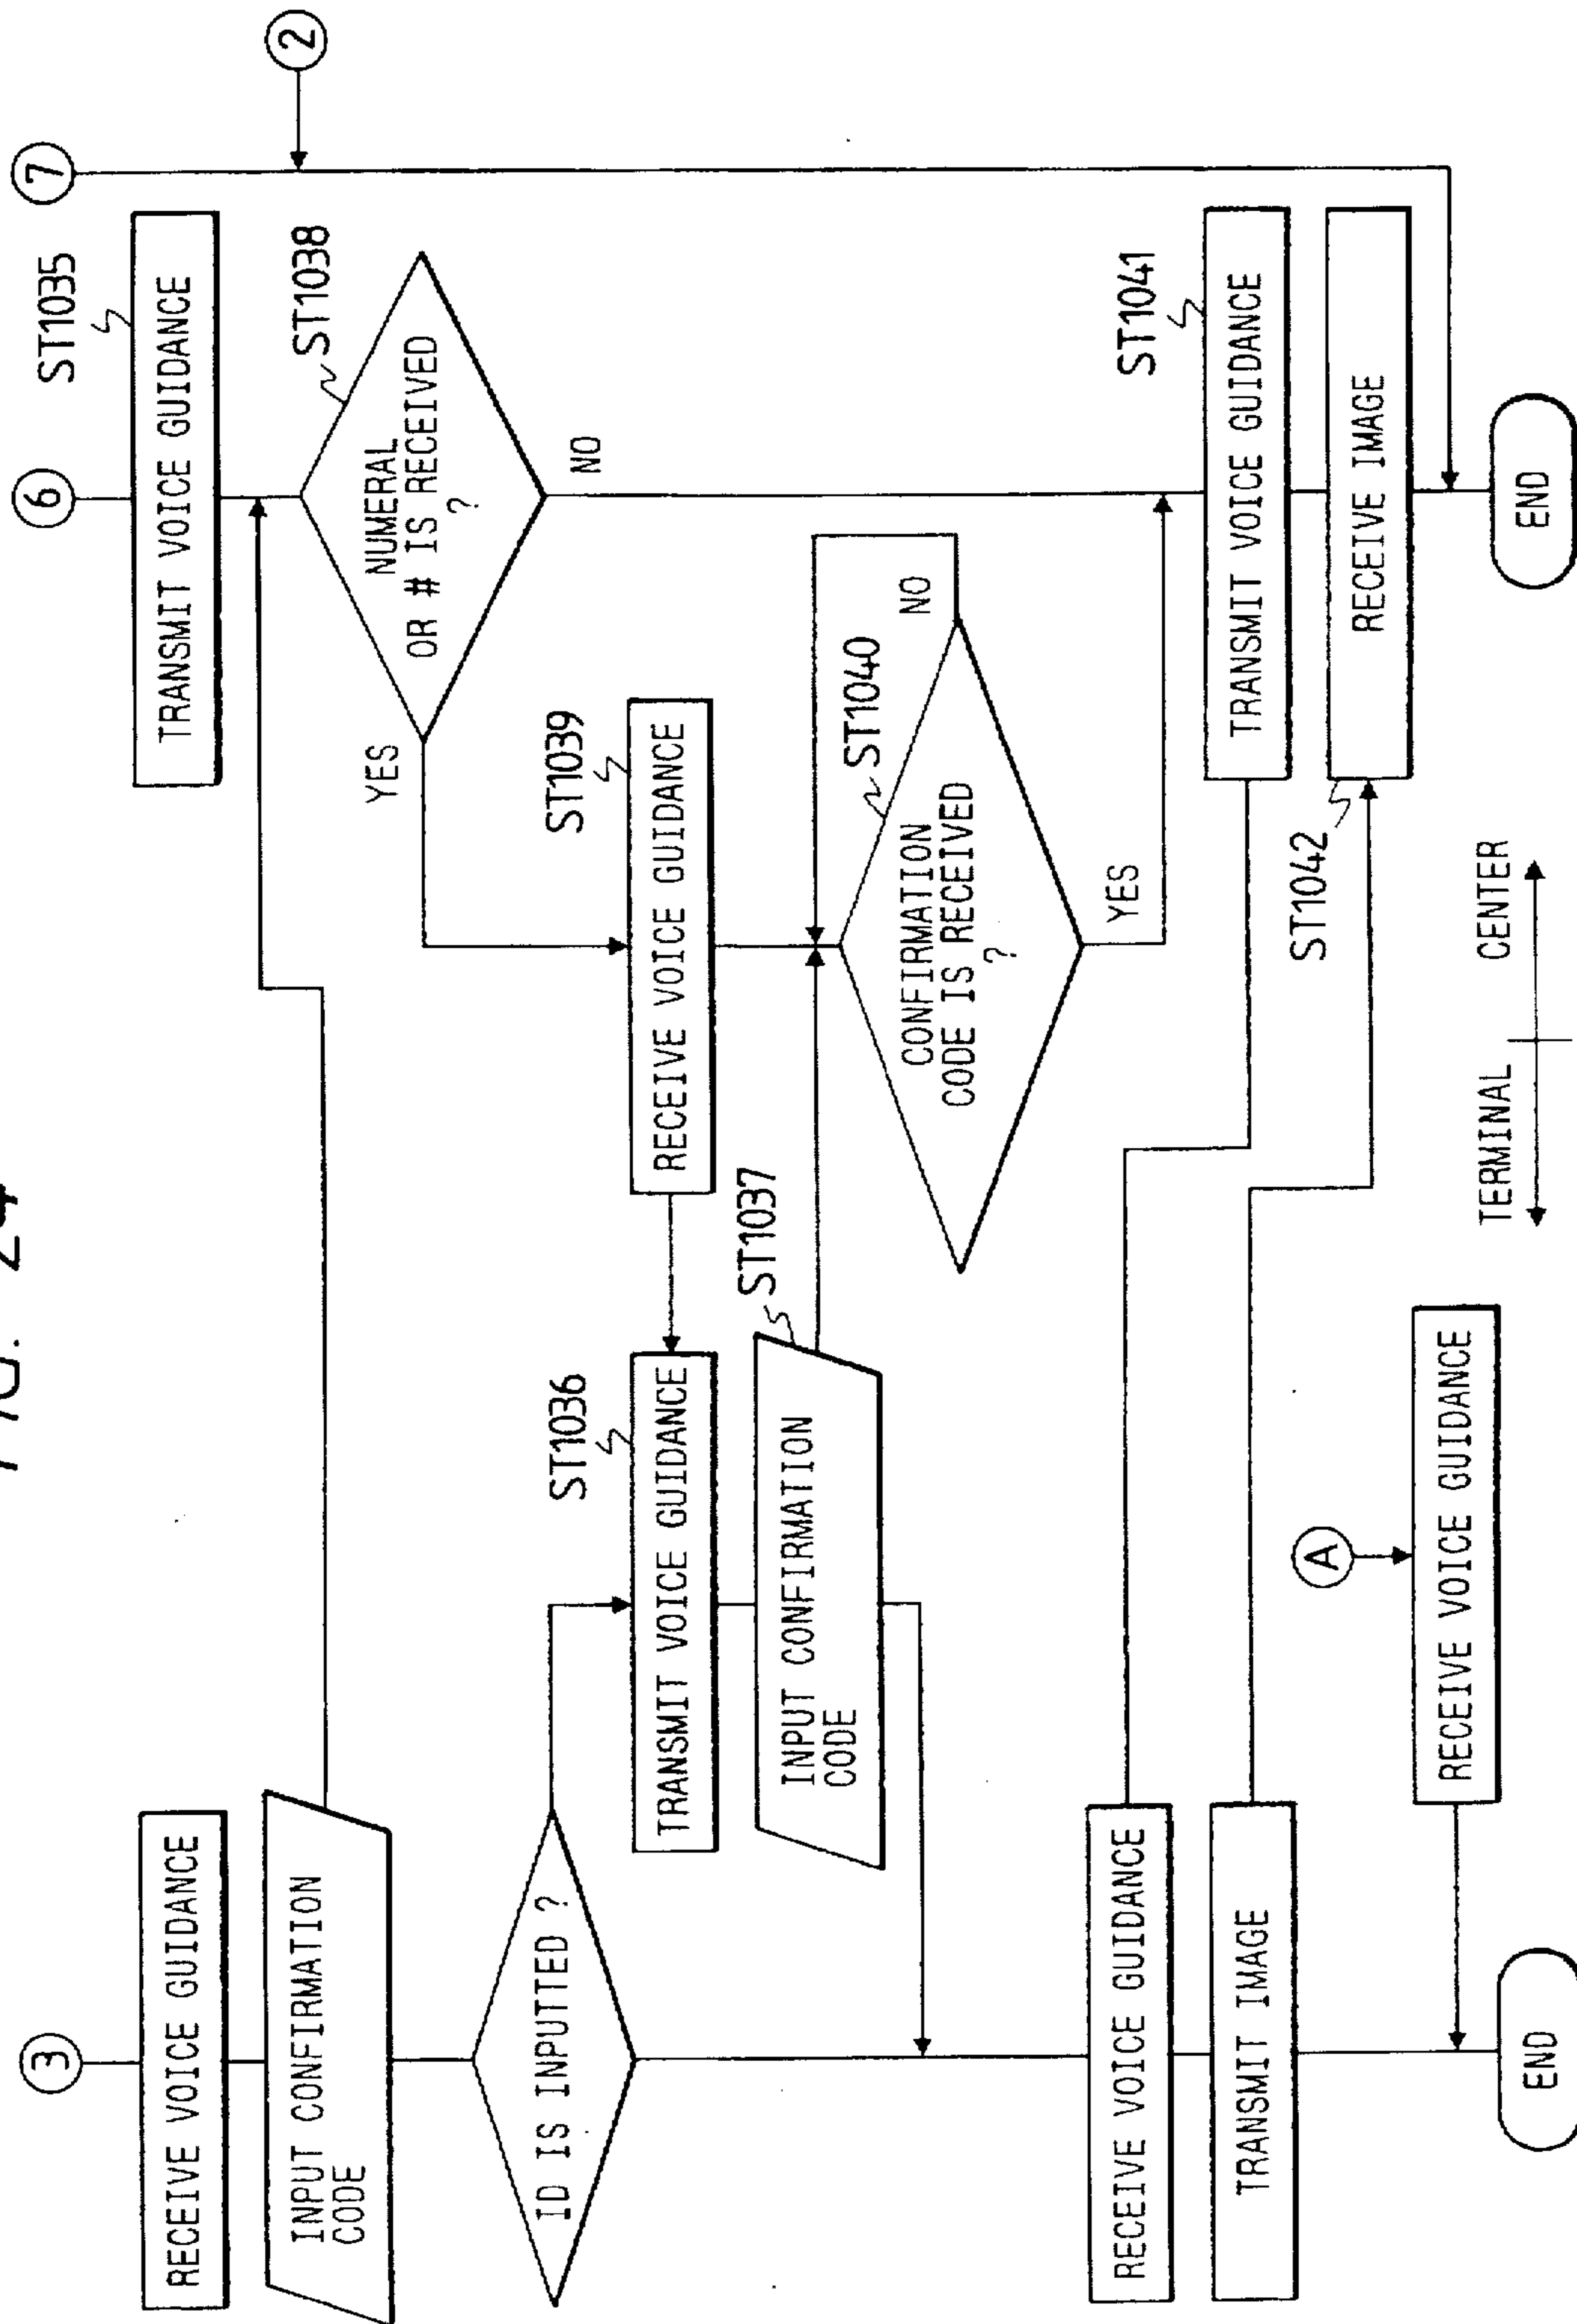 FIG. 24
3
RECEIVE VOICE GUIDANCE
INPUT CONFIRMATION
CODE
ID IS INPUTTED ?
ST1036
TRANSMIT VOICE GUIDANCE
ST1037
INPUT CONFIRMATION
CODE
RECEIVE VOICE GUIDANCE
TRANSMIT IMAGE
A
RECEIVE VOICE GUIDANCE
END
6
ST1035
TRANSMIT VOICE GUIDANCE
7
2
ST1038
NUMERAL
OR # IS RECEIVED
?
YES
NO
ST1039
RECEIVE VOICE GUIDANCE
ST1040
CONFIRMATION
CODE IS RECEIVED
?
NO
YES
ST1041
TRANSMIT VOICE GUIDANCE
ST1042
RECEIVE IMAGE
END
TERMINAL
CENTER